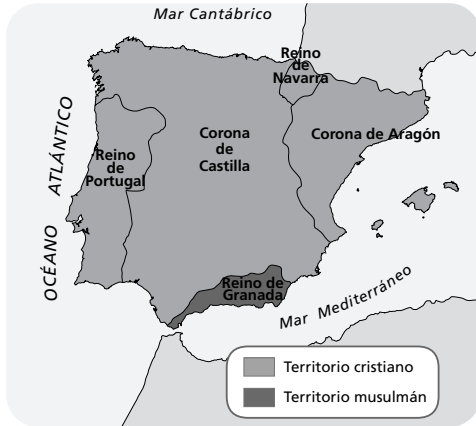 Mar Cantábrico
Reino
de
Navarra
Corona
de
Castilla
Corona de Aragón
Reino
de
Portugal
OCÉANO ATLÁNTICO
Reino de
Granada
Mar Mediterráneo
Territorio cristiano
Territorio musulmán